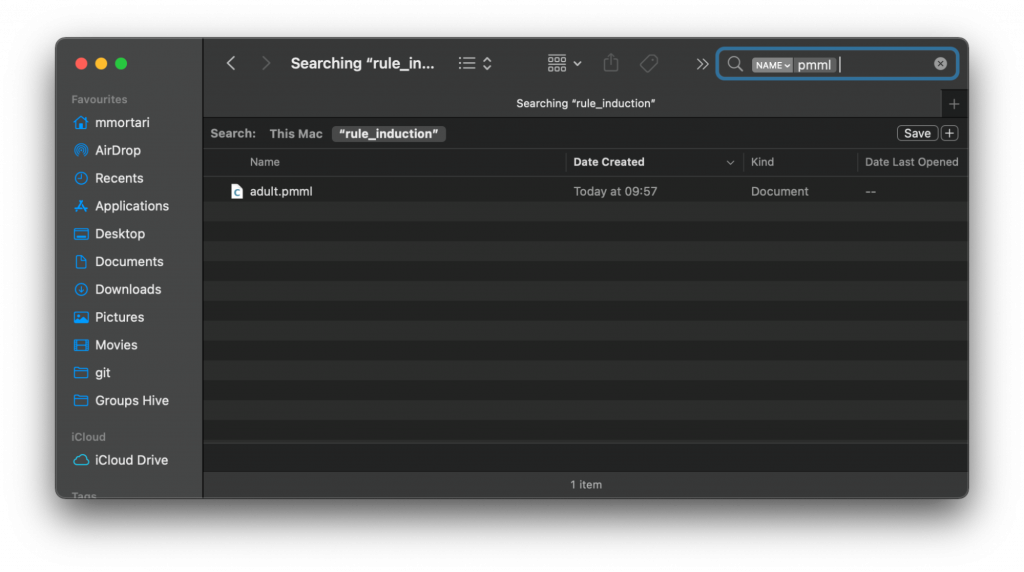 Searching “rule_in...
NAME pmml
Searching “rule_induction”
Search: This Mac “rule_induction” Save
Name Date Created Kind Date Last Opened
adult.pmml Today at 09:57 Document --
1 item
Favourites
mmortari
AirDrop
Recents
Applications
Desktop
Documents
Downloads
Pictures
Movies
git
Groups Hive
iCloud
iCloud Drive
Tags